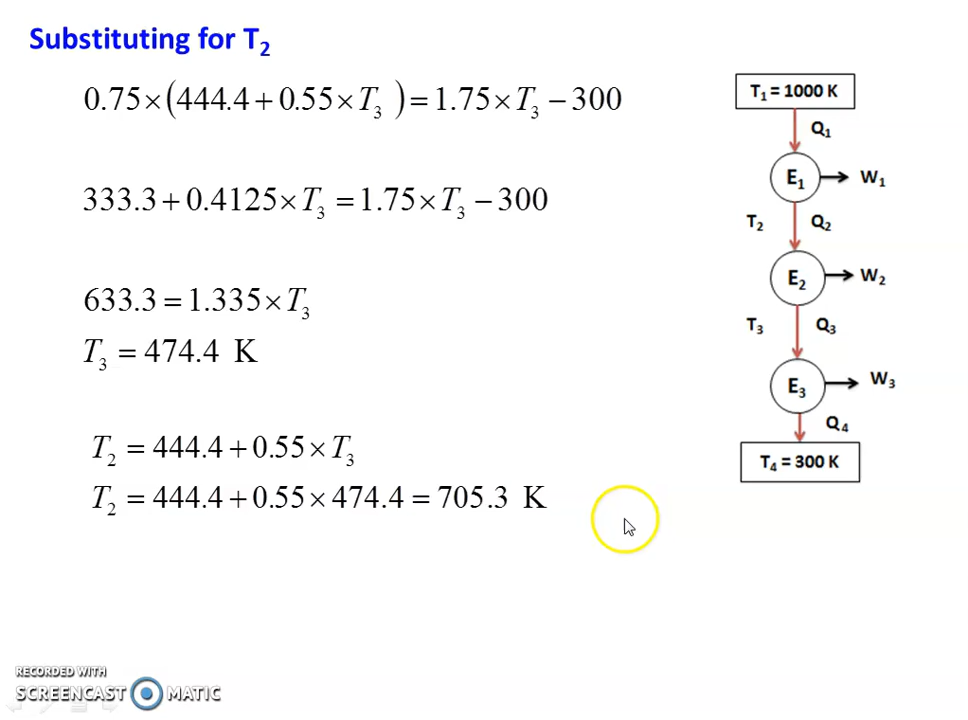 Substituting for T₂
0.75×(444.4+0.55×T₃)=1.75×T₃−300
333.3+0.4125×T₃=1.75×T₃−300
633.3=1.335×T₃
T₃=474.4 K
T₂=444.4+0.55×T₃
T₂=444.4+0.55×474.4=705.3 K
T₁ = 1000 K
Q₁
E₁
W₁
T₂
Q₂
E₂
W₂
T₃
Q₃
E₃
W₃
Q₄
T₄ = 300 K
RECORDED WITH
SCREENCAST MATIC